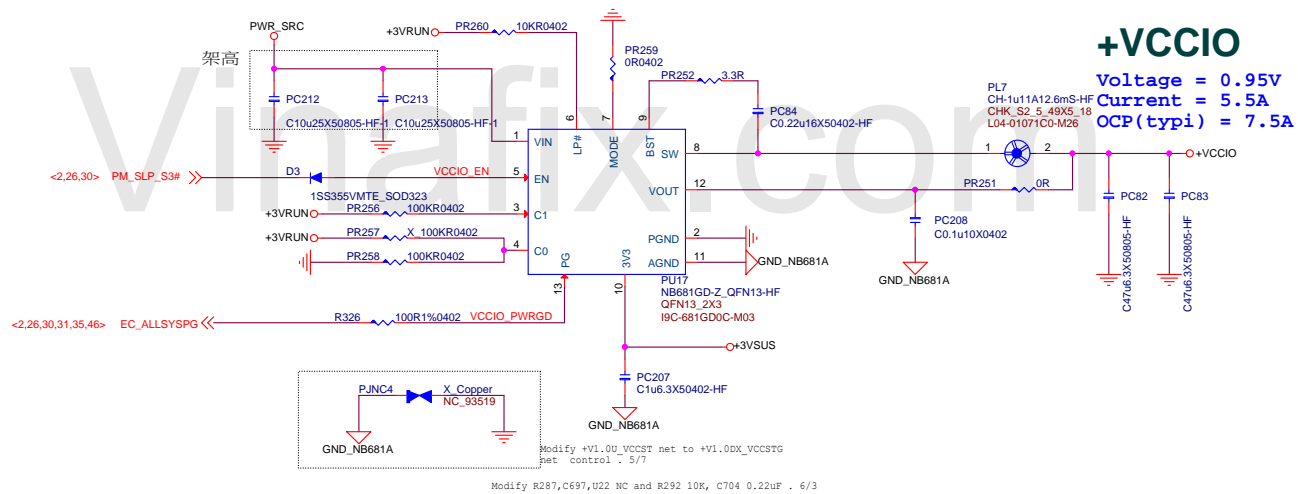 PWR_SRC
+3VRUN
PR260
10KR0402
架高
PC212
C10u25X50805-HF-1
PC213
C10u25X50805-HF-1
PR259
0R0402
PR252
3.3R
PC84
C0.22u16X50402-HF
PL7
CH-1u11A12.6mS-HF
CHK_S2_5_49X5_18
L04-01071C0-M26
+VCCIO
Voltage = 0.95V
Current = 5.5A
OCP(typi) = 7.5A
Vinafix.com
6
7
9
1
VIN
LP#
MODE
BST
SW
8
1
2
+VCCIO
<2,26,30>
PM_SLP_S3#
D3
1SS355VMTE_SOD323
VCCIO_EN
5
EN
VOUT
12
PR251
0R
+3VRUN
PR256
100KR0402
3
C1
PC208
C0.1u10X0402
PC82
C47u6.3X50805-HF
PC83
C47u6.3X50805-HF
+3VRUN
PR257
X_100KR0402
4
C0
PGND
2
PR258
100KR0402
PG
3V3
AGND
11
GND_NB681A
GND_NB681A
13
10
PU17
NB681GD-Z_QFN13-HF
QFN13_2X3
I9C-681GD0C-M03
<2,26,30,31,35,46>
EC_ALLSYSPG
R326
100R1%0402
VCCIO_PWRGD
+3VSUS
PC207
C1u6.3X50402-HF
GND_NB681A
PJNC4
X_Copper
NC_93519
GND_NB681A
Modify +V1.0U_VCCST net to +V1.0DX_VCCSTG
net control . 5/7
Modify R287,C697,U22 NC and R292 10K, C704 0.22uF . 6/3